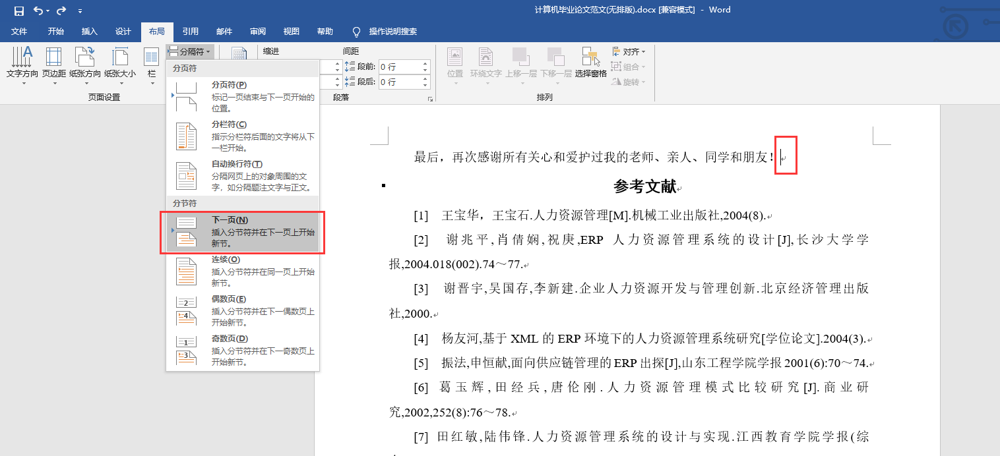 计算机毕业论文范文(无排版).docx [兼容模式] - Word
文件 开始 插入 设计 布局 引用 邮件 审阅 视图 帮助 操作说明搜索
文字方向 页边距 纸张方向 纸张大小 栏
页面设置
分隔符
缩进 间距
段前: 0 行
段后: 0 行
段落
位置 环绕文字 上移一层 下移一层 选择窗格
对齐
组合
旋转
排列
分页符
分页符(P)
标记一页结束与下一页开始的
位置。
分栏符(C)
指示分栏符后面的文字将从下
一栏开始。
自动换行符(T)
分隔网页上的对象周围的文
字，如分隔题注文字与正文。
分节符
下一页(N)
插入分节符并在下一页上开始
新节。
连续(O)
插入分节符并在同一页上开始
新节。
偶数页(E)
插入分节符并在下一偶数页上
开始新节。
奇数页(D)
插入分节符并在下一奇数页上
开始新节。
最后，再次感谢所有关心和爱护过我的老师、亲人、同学和朋友！
参考文献
[1] 王宝华，王宝石.人力资源管理[M].机械工业出版社,2004(8).
[2] 谢兆平,肖倩娴,祝庚,ERP 人力资源管理系统的设计[J],长沙大学学
报,2004.018(002).74～77.
[3] 谢晋宇,吴国存,李新建.企业人力资源开发与管理创新.北京经济管理出版
社,2000.
[4] 杨友河,基于 XML 的 ERP 环境下的人力资源管理系统研究[学位论文].2004(3).
[5] 振法,申恒献,面向供应链管理的 ERP 出探[J],山东工程学院学报 2001(6):70～74.
[6] 葛玉辉,田经兵,唐伦刚.人力资源管理模式比较研究[J].商业研
究,2002,252(8):76～78.
[7] 田红敏,陆伟锋.人力资源管理系统的设计与实现.江西教育学院学报(综